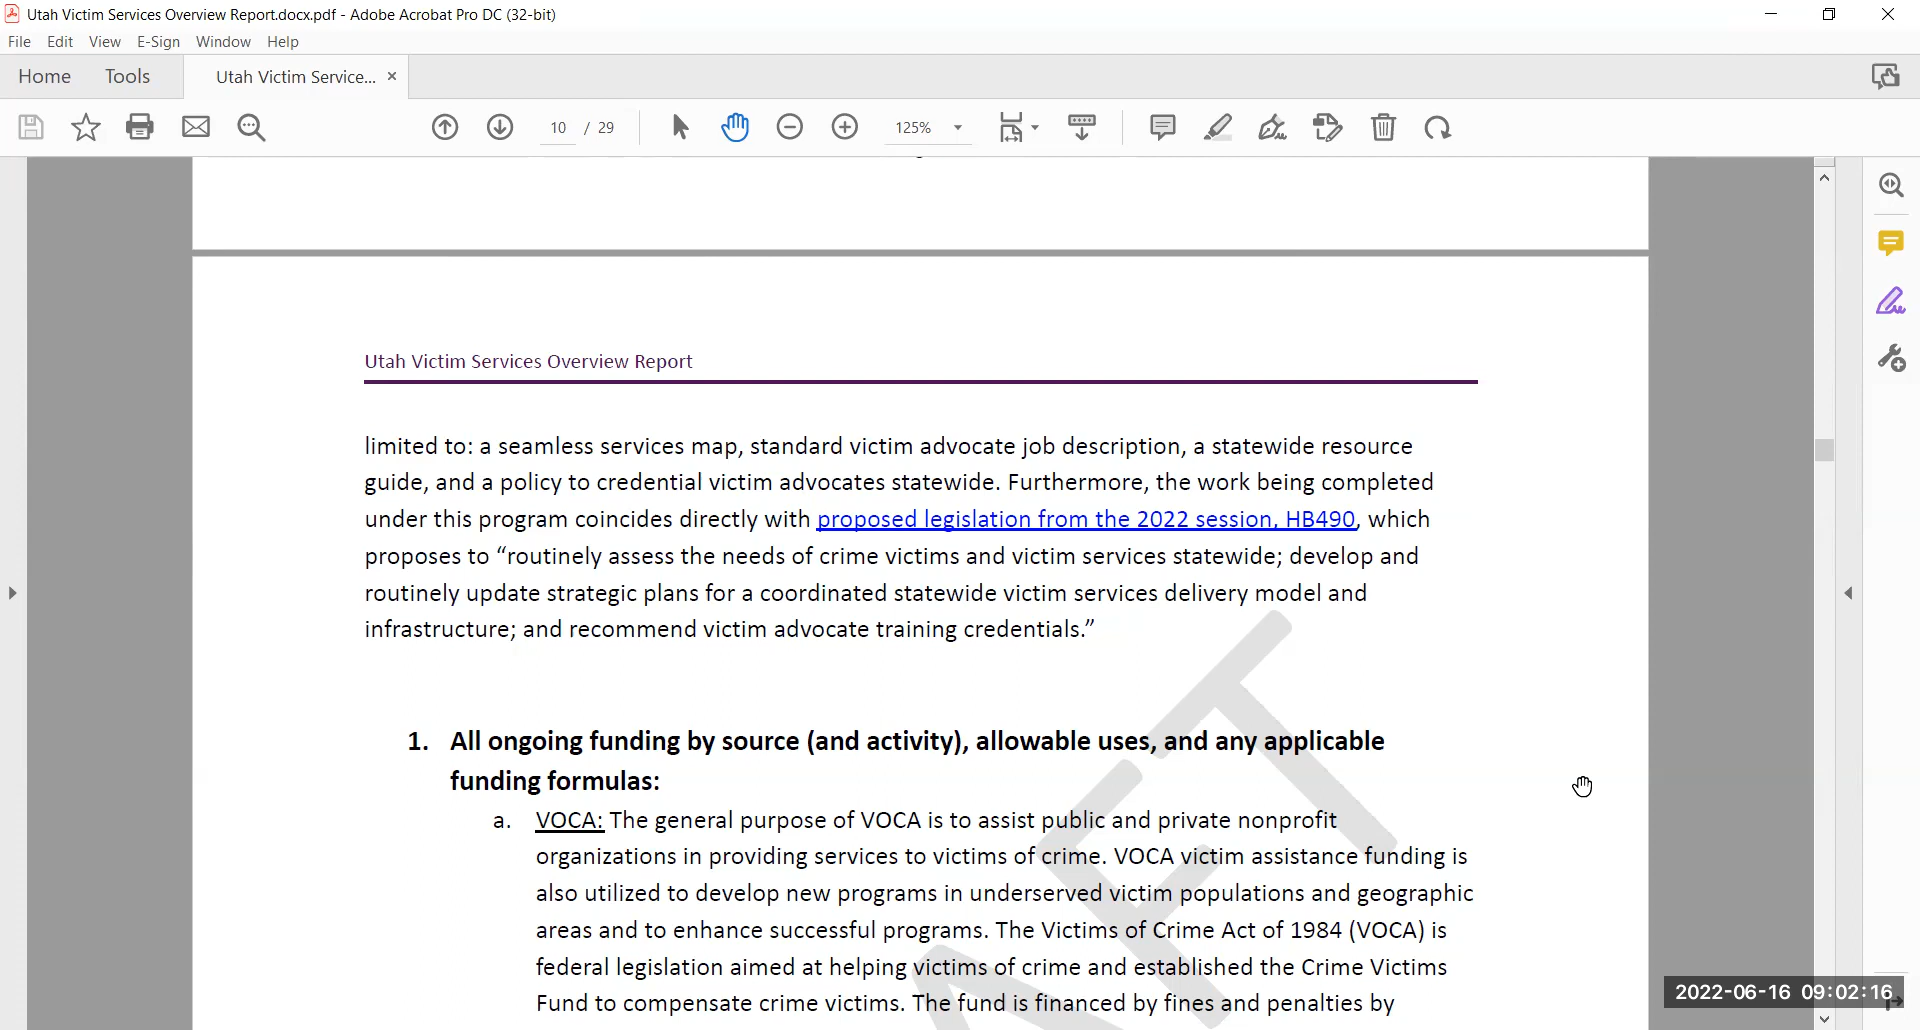 Utah Victim Services Overview Report.docx.pdf - Adobe Acrobat Pro DC (32-bit)
File Edit View E-Sign Window Help
Home Tools Utah Victim Service... ×
10 / 29 125%
Utah Victim Services Overview Report
limited to: a seamless services map, standard victim advocate job description, a statewide resource
guide, and a policy to credential victim advocates statewide. Furthermore, the work being completed
under this program coincides directly with proposed legislation from the 2022 session, HB490, which
proposes to “routinely assess the needs of crime victims and victim services statewide; develop and
routinely update strategic plans for a coordinated statewide victim services delivery model and
infrastructure; and recommend victim advocate training credentials.”
1. All ongoing funding by source (and activity), allowable uses, and any applicable
funding formulas:
a. VOCA: The general purpose of VOCA is to assist public and private nonprofit
organizations in providing services to victims of crime. VOCA victim assistance funding is
also utilized to develop new programs in underserved victim populations and geographic
areas and to enhance successful programs. The Victims of Crime Act of 1984 (VOCA) is
federal legislation aimed at helping victims of crime and established the Crime Victims
Fund to compensate crime victims. The fund is financed by fines and penalties by
2022-06-16 09:02:16